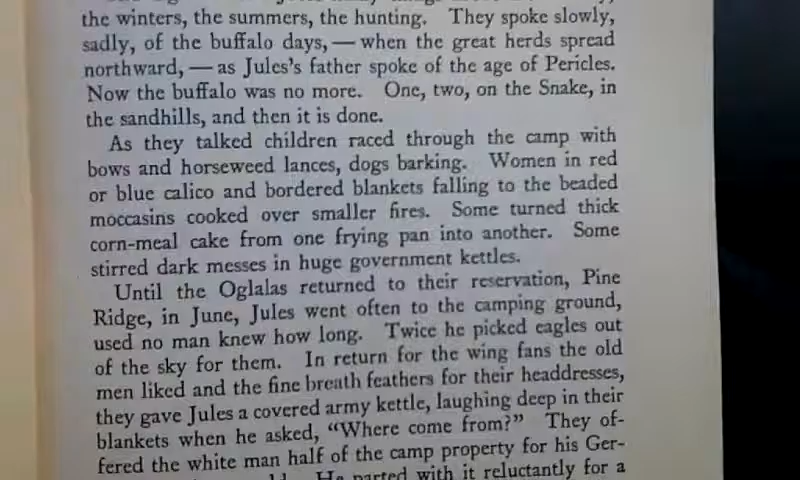 the winters, the summers, the hunting. They spoke slowly,
sadly, of the buffalo days, — when the great herds spread
northward, — as Jules's father spoke of the age of Pericles.
Now the buffalo was no more. One, two, on the Snake, in
the sandhills, and then it is done.
As they talked children raced through the camp with
bows and horseweed lances, dogs barking. Women in red
or blue calico and bordered blankets falling to the beaded
moccasins cooked over smaller fires. Some turned thick
corn-meal cake from one frying pan into another. Some
stirred dark messes in huge government kettles.
Until the Oglalas returned to their reservation, Pine
Ridge, in June, Jules went often to the camping ground,
used no man knew how long. Twice he picked eagles out
of the sky for them. In return for the wing fans the old
men liked and the fine breath feathers for their headdresses,
they gave Jules a covered army kettle, laughing deep in their
blankets when he asked, "Where come from?" They of-
fered the white man half of the camp property for his Ger-
He parted with it reluctantly for a